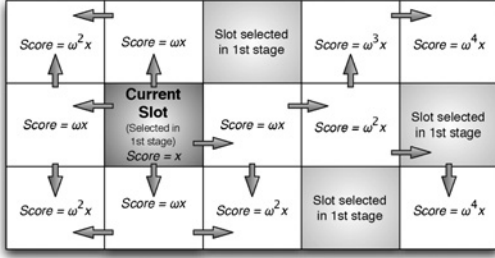 Score = ω²x
Score = ωx
Slot selected
in 1st stage
Score = ω³x
Score = ω⁴x
Score = ωx
Current
Slot
(Selected in
1st stage)
Score = x
Score = ωx
Score = ω²x
Slot selected
in 1st stage
Score = ω²x
Score = ωx
Score = ω²x
Slot selected
in 1st stage
Score = ω⁴x